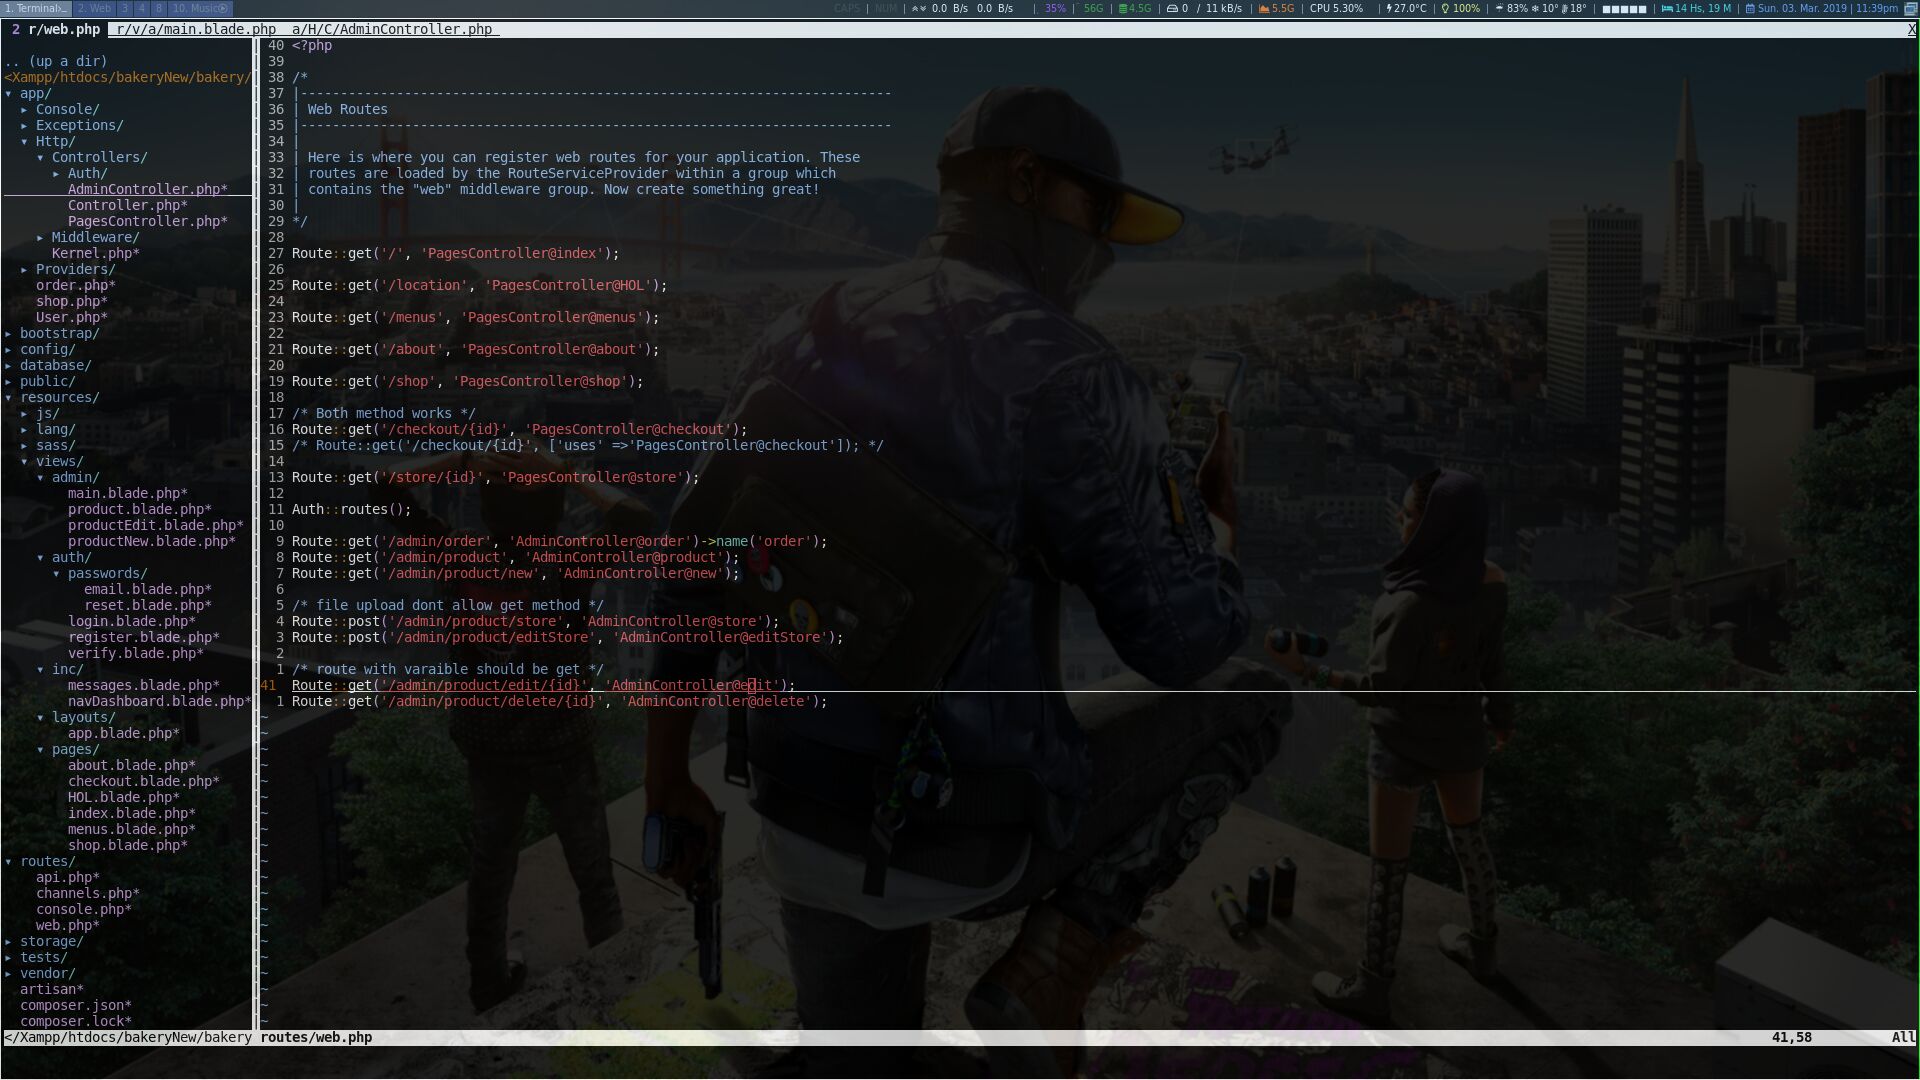 1. Terminal 2. Web 3 4 8 10. Music CAPS | NUM | 0.0 B/s 0.0 B/s | 35% | 56G | 4.5G | 0 / 11 kB/s | 5.5G | CPU 5.30% | 27.0°C | 100% | 83% 10° 18° | | 14 Hs, 19 M | Sun. 03. Mar. 2019 | 11:39pm
2 r/web.php r/v/a/main.blade.php a/H/C/AdminController.php X
.. (up a dir)
<Xampp/htdocs/bakeryNew/bakery/
▾ app/
▸ Console/
▸ Exceptions/
▾ Http/
▾ Controllers/
▸ Auth/
AdminController.php*
Controller.php*
PagesController.php*
▸ Middleware/
Kernel.php*
▸ Providers/
order.php*
shop.php*
User.php*
▸ bootstrap/
▸ config/
▸ database/
▸ public/
▾ resources/
▸ js/
▸ lang/
▸ sass/
▾ views/
▾ admin/
main.blade.php*
product.blade.php*
productEdit.blade.php*
productNew.blade.php*
▾ auth/
▾ passwords/
email.blade.php*
reset.blade.php*
login.blade.php*
register.blade.php*
verify.blade.php*
▾ inc/
messages.blade.php*
navDashboard.blade.php*
▾ layouts/
app.blade.php*
▾ pages/
about.blade.php*
checkout.blade.php*
HOL.blade.php*
index.blade.php*
menus.blade.php*
shop.blade.php*
▾ routes/
api.php*
channels.php*
console.php*
web.php*
▸ storage/
▸ tests/
▸ vendor/
artisan*
composer.json*
composer.lock*
40 <?php
39
38 /*
37 |--------------------------------------------------------------------------
36 | Web Routes
35 |--------------------------------------------------------------------------
34 |
33 | Here is where you can register web routes for your application. These
32 | routes are loaded by the RouteServiceProvider within a group which
31 | contains the "web" middleware group. Now create something great!
30 |
29 */
28
27 Route::get('/', 'PagesController@index');
26
25 Route::get('/location', 'PagesController@HOL');
24
23 Route::get('/menus', 'PagesController@menus');
22
21 Route::get('/about', 'PagesController@about');
20
19 Route::get('/shop', 'PagesController@shop');
18
17 /* Both method works */
16 Route::get('/checkout/{id}', 'PagesController@checkout');
15 /* Route::get('/checkout/{id}', ['uses' =>'PagesController@checkout']); */
14
13 Route::get('/store/{id}', 'PagesController@store');
12
11 Auth::routes();
10
9 Route::get('/admin/order', 'AdminController@order')->name('order');
8 Route::get('/admin/product', 'AdminController@product');
7 Route::get('/admin/product/new', 'AdminController@new');
6
5 /* file upload dont allow get method */
4 Route::post('/admin/product/store', 'AdminController@store');
3 Route::post('/admin/product/editStore', 'AdminController@editStore');
2
1 /* route with varaible should be get */
41 Route::get('/admin/product/edit/{id}', 'AdminController@edit');
1 Route::get('/admin/product/delete/{id}', 'AdminController@delete');
</Xampp/htdocs/bakeryNew/bakery routes/web.php 41,58 All